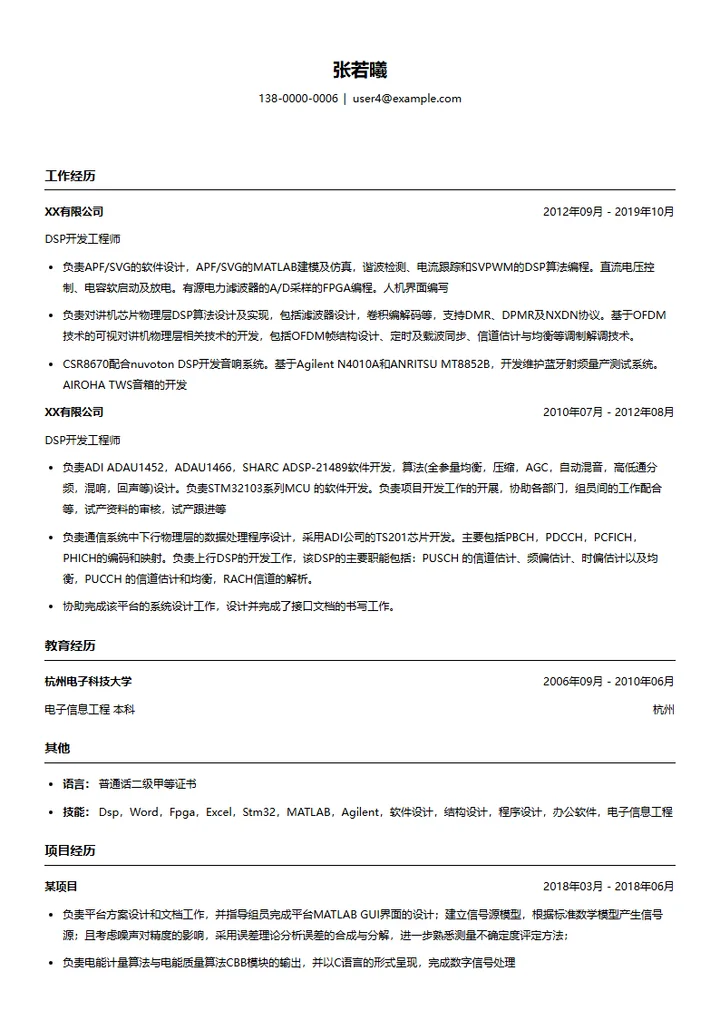 张若曦
138-0000-0006 | user4@example.com
工作经历
XX有限公司 2012年09月 - 2019年10月
DSP开发工程师
• 负责APF/SVG的软件设计，APF/SVG的MATLAB建模及仿真，谐波检测、电流跟踪和SVPWM的DSP算法编程。直流电压控
制、电容软启动及放电。有源电力滤波器的A/D采样的FPGA编程。人机界面编写
• 负责对讲机芯片物理层DSP算法设计及实现，包括滤波器设计，卷积编解码等，支持DMR、DPMR及NXDN协议。基于OFDM
技术的可视对讲机物理层相关技术的开发，包括OFDM帧结构设计、定时及载波同步、信道估计与均衡等调制解调技术。
• CSR8670配合nuvoton DSP开发音响系统。基于Agilent N4010A和ANRITSU MT8852B，开发维护蓝牙射频量产测试系统。
AIROHA TWS音箱的开发
XX有限公司 2010年07月 - 2012年08月
DSP开发工程师
• 负责ADI ADAU1452，ADAU1466，SHARC ADSP-21489软件开发，算法(全参量均衡，压缩，AGC，自动混音，高低通分
频，混响，回声等)设计。负责STM32103系列MCU 的软件开发。负责项目开发工作的开展，协助各部门，组员间的工作配合
等，试产资料的审核，试产跟进等
• 负责通信系统中下行物理层的数据处理程序设计，采用ADI公司的TS201芯片开发。主要包括PBCH，PDCCH，PCFICH，
PHICH的编码和映射。负责上行DSP的开发工作，该DSP的主要职能包括：PUSCH 的信道估计、频偏估计、时偏估计以及均
衡，PUCCH 的信道估计和均衡，RACH信道的解析。
• 协助完成该平台的系统设计工作，设计并完成了接口文档的书写工作。
教育经历
杭州电子科技大学 2006年09月 - 2010年06月
电子信息工程 本科 杭州
其他
• 语言： 普通话二级甲等证书
• 技能： Dsp，Word，Fpga，Excel，Stm32，MATLAB，Agilent，软件设计，结构设计，程序设计，办公软件，电子信息工程
项目经历
某项目 2018年03月 - 2018年06月
• 负责平台方案设计和文档工作，并指导组员完成平台MATLAB GUI界面的设计；建立信号源模型，根据标准数学模型产生信号
源；且考虑噪声对精度的影响，采用误差理论分析误差的合成与分解，进一步熟悉测量不确定度评定方法；
• 负责电能计量算法与电能质量算法CBB模块的输出，并以C语言的形式呈现，完成数字信号处理